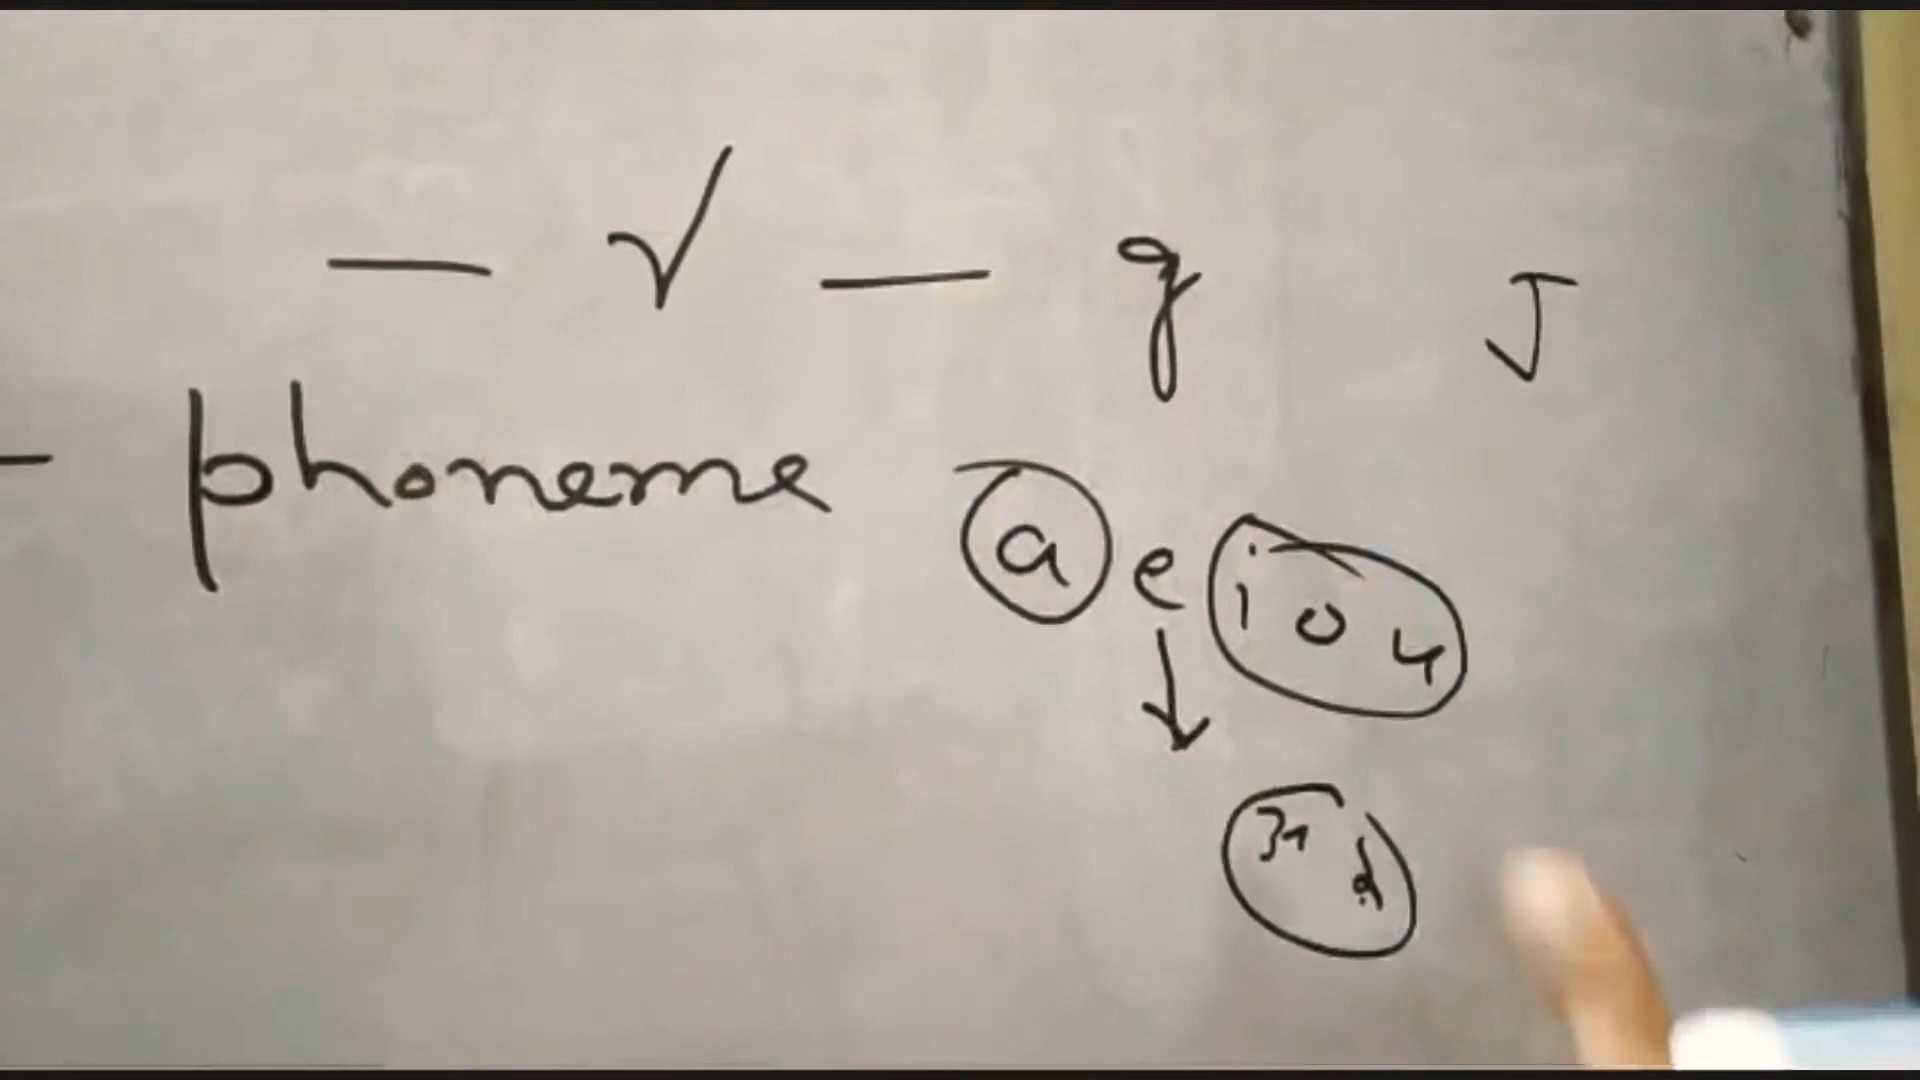 — √ — g J
- phoneme a e i o u
↓